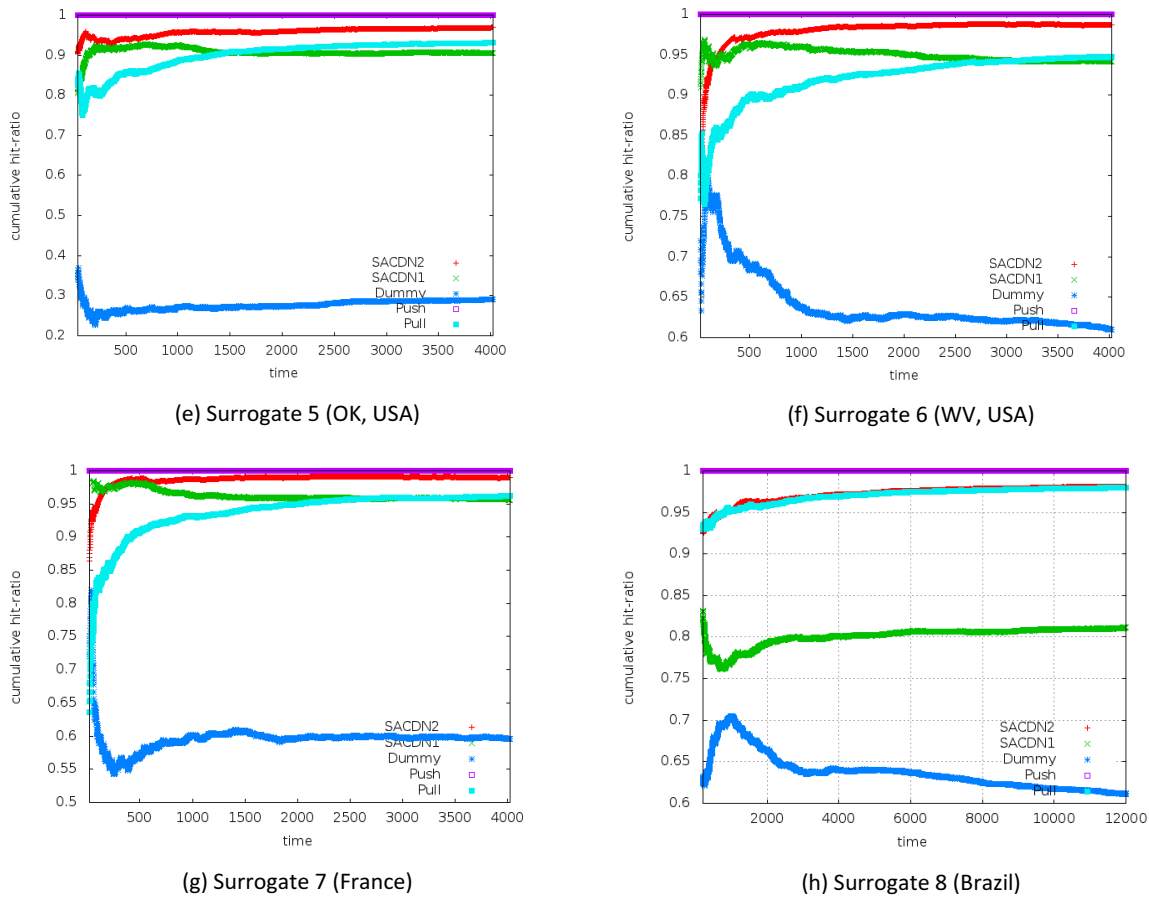 1
0.9
0.8
0.7
0.6
0.5
0.4
0.3
0.2
cumulative hit-ratio
SACDN2
SACDN1
Dummy
Push
Pull
500 1000 1500 2000 2500 3000 3500 4000
time
(e) Surrogate 5 (OK, USA)
1
0.95
0.9
0.85
0.8
0.75
0.7
0.65
0.6
cumulative hit-ratio
SACDN2
SACDN1
Dummy
Push
Pull
500 1000 1500 2000 2500 3000 3500 4000
time
(f) Surrogate 6 (WV, USA)
1
0.95
0.9
0.85
0.8
0.75
0.7
0.65
0.6
0.55
0.5
cumulative hit-ratio
SACDN2
SACDN1
Dummy
Push
Pull
500 1000 1500 2000 2500 3000 3500 4000
time
(g) Surrogate 7 (France)
1
0.95
0.9
0.85
0.8
0.75
0.7
0.65
0.6
cumulative hit-ratio
SACDN2
SACDN1
Dummy
Push
Pull
2000 4000 6000 8000 10000 12000
time
(h) Surrogate 8 (Brazil)